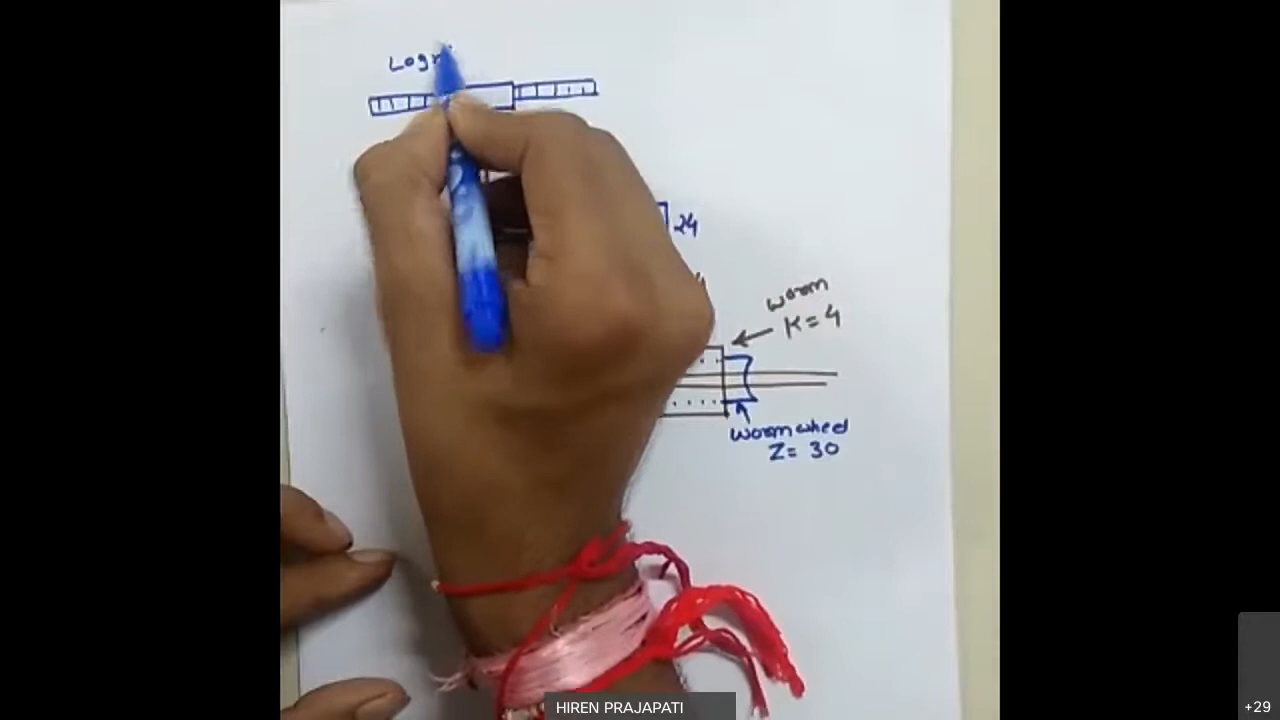 24
worm
K = 4
worm wheel
Z = 30
HIREN PRAJAPATI
+29